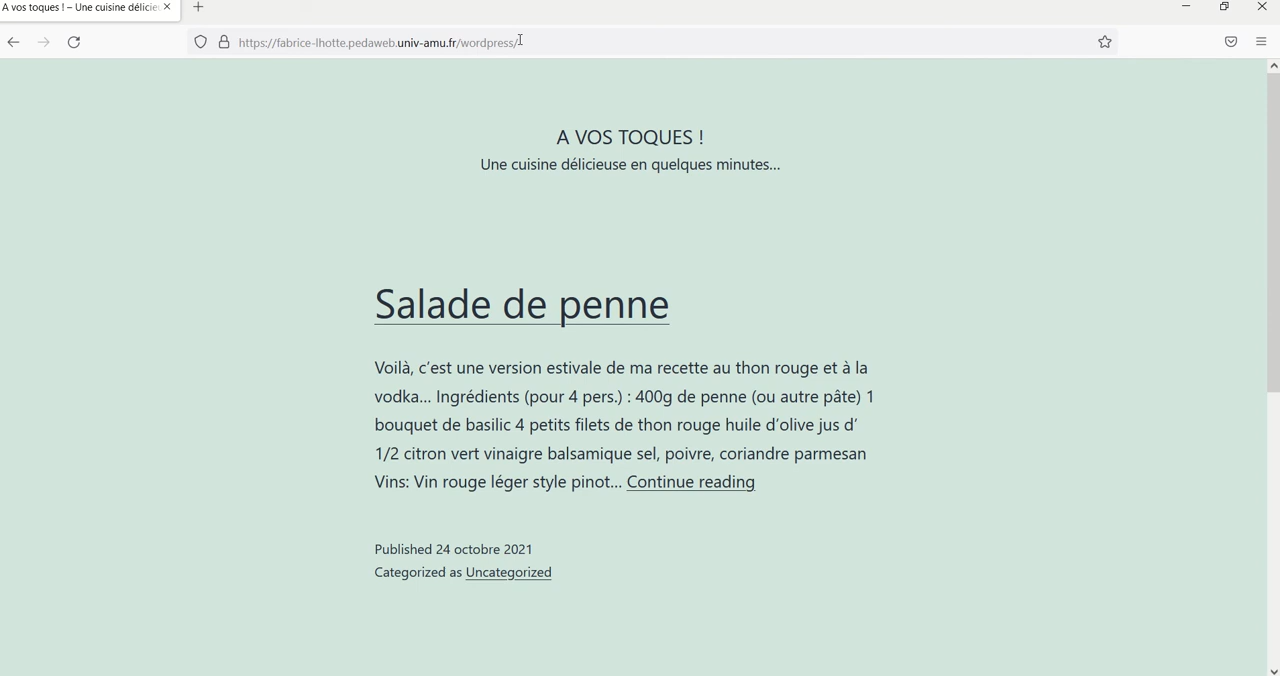 A vos toques ! – Une cuisine délicie
https://fabrice-lhotte.pedaweb.univ-amu.fr/wordpress/
A VOS TOQUES !
Une cuisine délicieuse en quelques minutes…
Salade de penne
Voilà, c’est une version estivale de ma recette au thon rouge et à la
vodka… Ingrédients (pour 4 pers.) : 400g de penne (ou autre pâte) 1
bouquet de basilic 4 petits filets de thon rouge huile d’olive jus d’
1/2 citron vert vinaigre balsamique sel, poivre, coriandre parmesan
Vins: Vin rouge léger style pinot… Continue reading
Published 24 octobre 2021
Categorized as Uncategorized